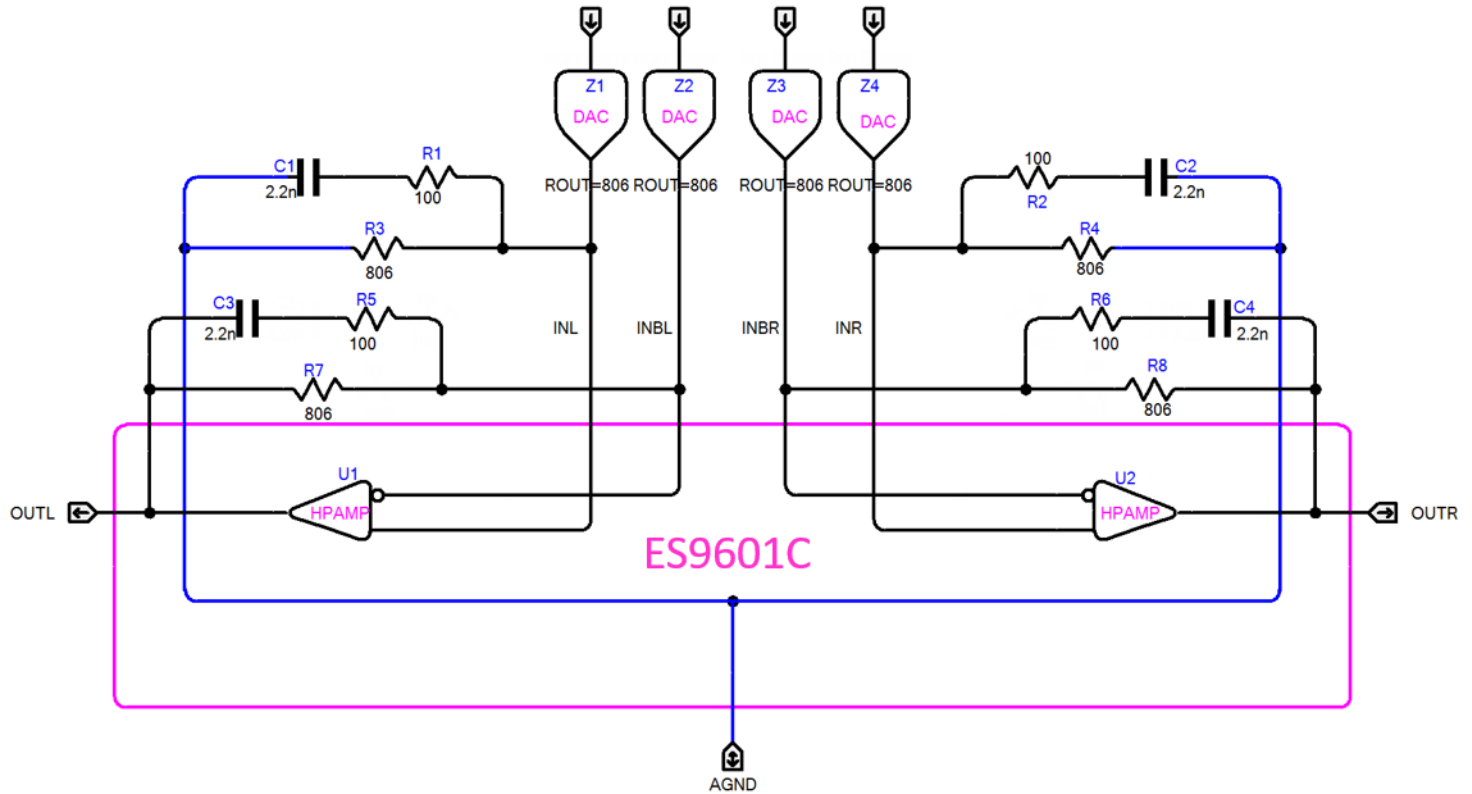 Z1
Z2
Z3
Z4
DAC
DAC
DAC
DAC
C1
2.2n
R1
100
ROUT=806
ROUT=806
ROUT=806
ROUT=806
100
R2
C2
2.2n
R3
806
R4
806
C3
2.2n
R5
100
INL
INBL
INBR
INR
R6
100
C4
2.2n
R7
806
R8
806
U1
HPAMP
U2
HPAMP
OUTL
OUTR
ES9601C
AGND